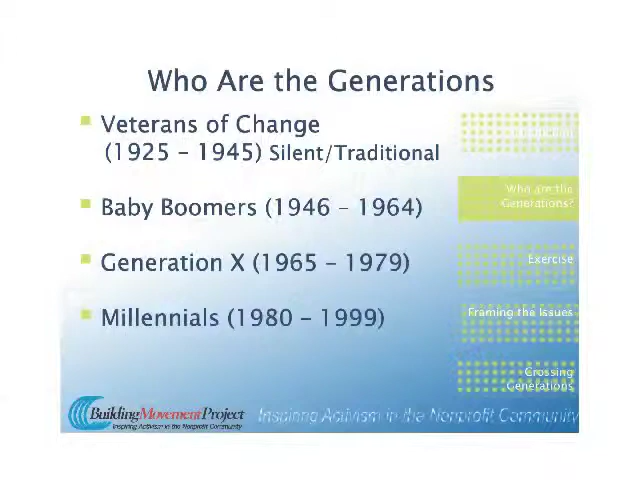 Who Are the Generations
Veterans of Change
(1925 – 1945) Silent/Traditional
Baby Boomers (1946 – 1964)
Generation X (1965 – 1979)
Millennials (1980 – 1999)
Who are the
Generations?
Exercise
Framing the Issues
Crossing
Generations
BuildingMovementProject
Inspiring Activism in the Nonprofit Community
Inspiring Activism in the Nonprofit Community